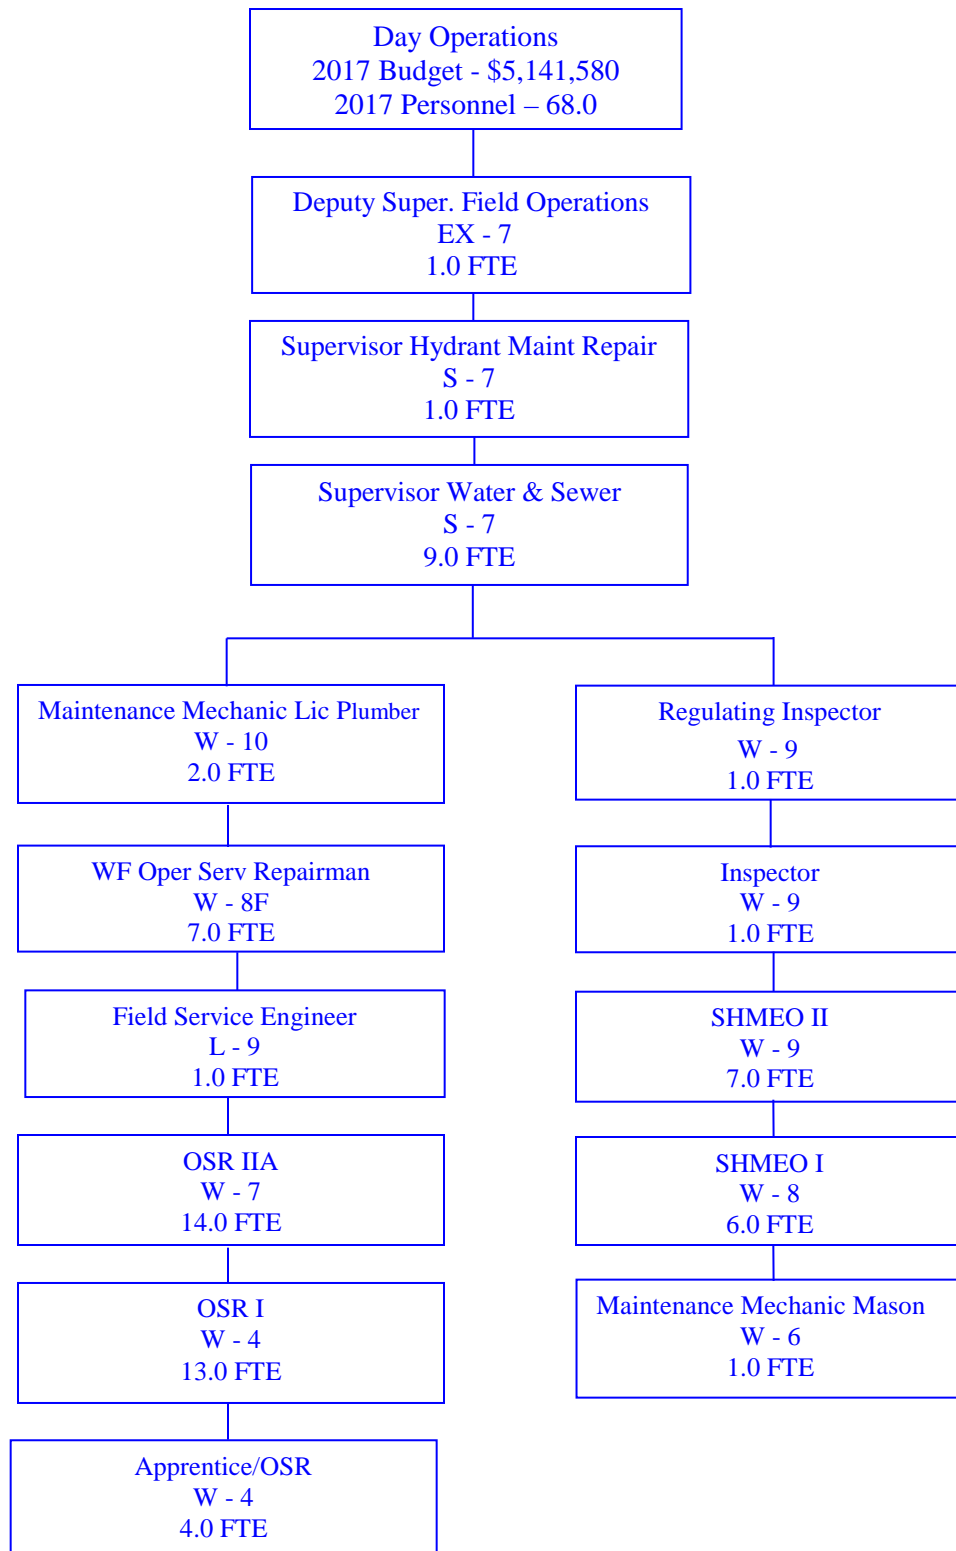 Day Operations
2017 Budget - $5,141,580
2017 Personnel – 68.0
Deputy Super. Field Operations
EX - 7
1.0 FTE
Supervisor Hydrant Maint Repair
S - 7
1.0 FTE
Supervisor Water & Sewer
S - 7
9.0 FTE
Maintenance Mechanic Lic Plumber
W - 10
2.0 FTE
WF Oper Serv Repairman
W - 8F
7.0 FTE
Field Service Engineer
L - 9
1.0 FTE
OSR IIA
W - 7
14.0 FTE
OSR I
W - 4
13.0 FTE
Apprentice/OSR
W - 4
4.0 FTE
Regulating Inspector
W - 9
1.0 FTE
Inspector
W - 9
1.0 FTE
SHMEO II
W - 9
7.0 FTE
SHMEO I
W - 8
6.0 FTE
Maintenance Mechanic Mason
W - 6
1.0 FTE